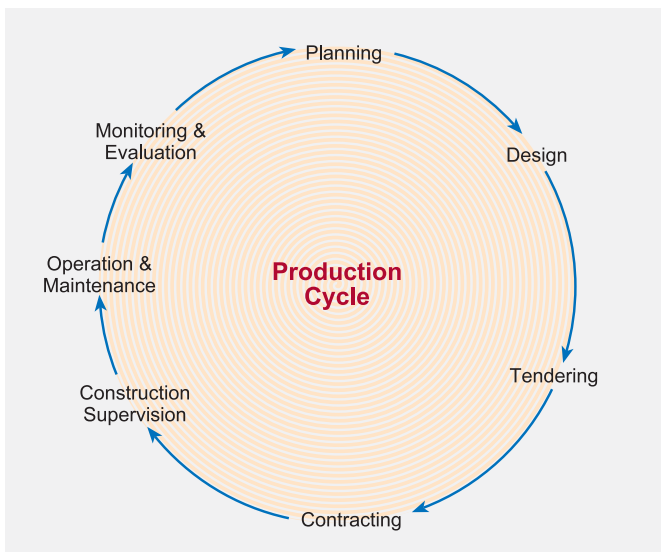 Planning
Design
Tendering
Contracting
Construction
Supervision
Operation &
Maintenance
Monitoring &
Evaluation
Production
Cycle